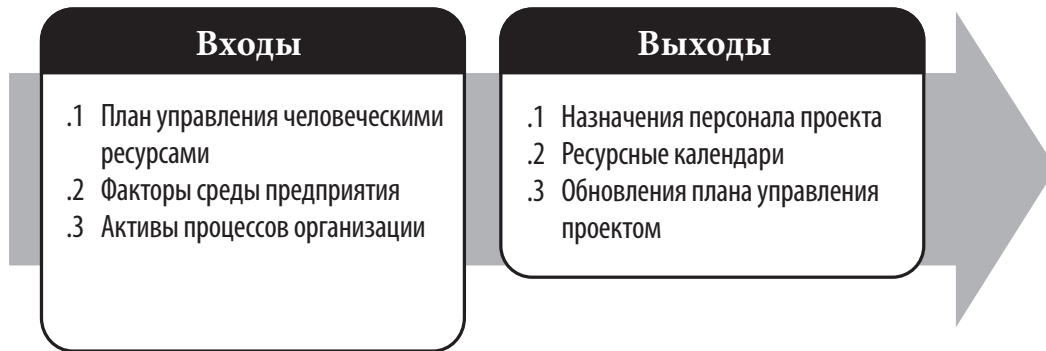 Входы
.1 План управления человеческими
ресурсами
.2 Факторы среды предприятия
.3 Активы процессов организации
Выходы
.1 Назначения персонала проекта
.2 Ресурсные календари
.3 Обновления плана управления
проектом